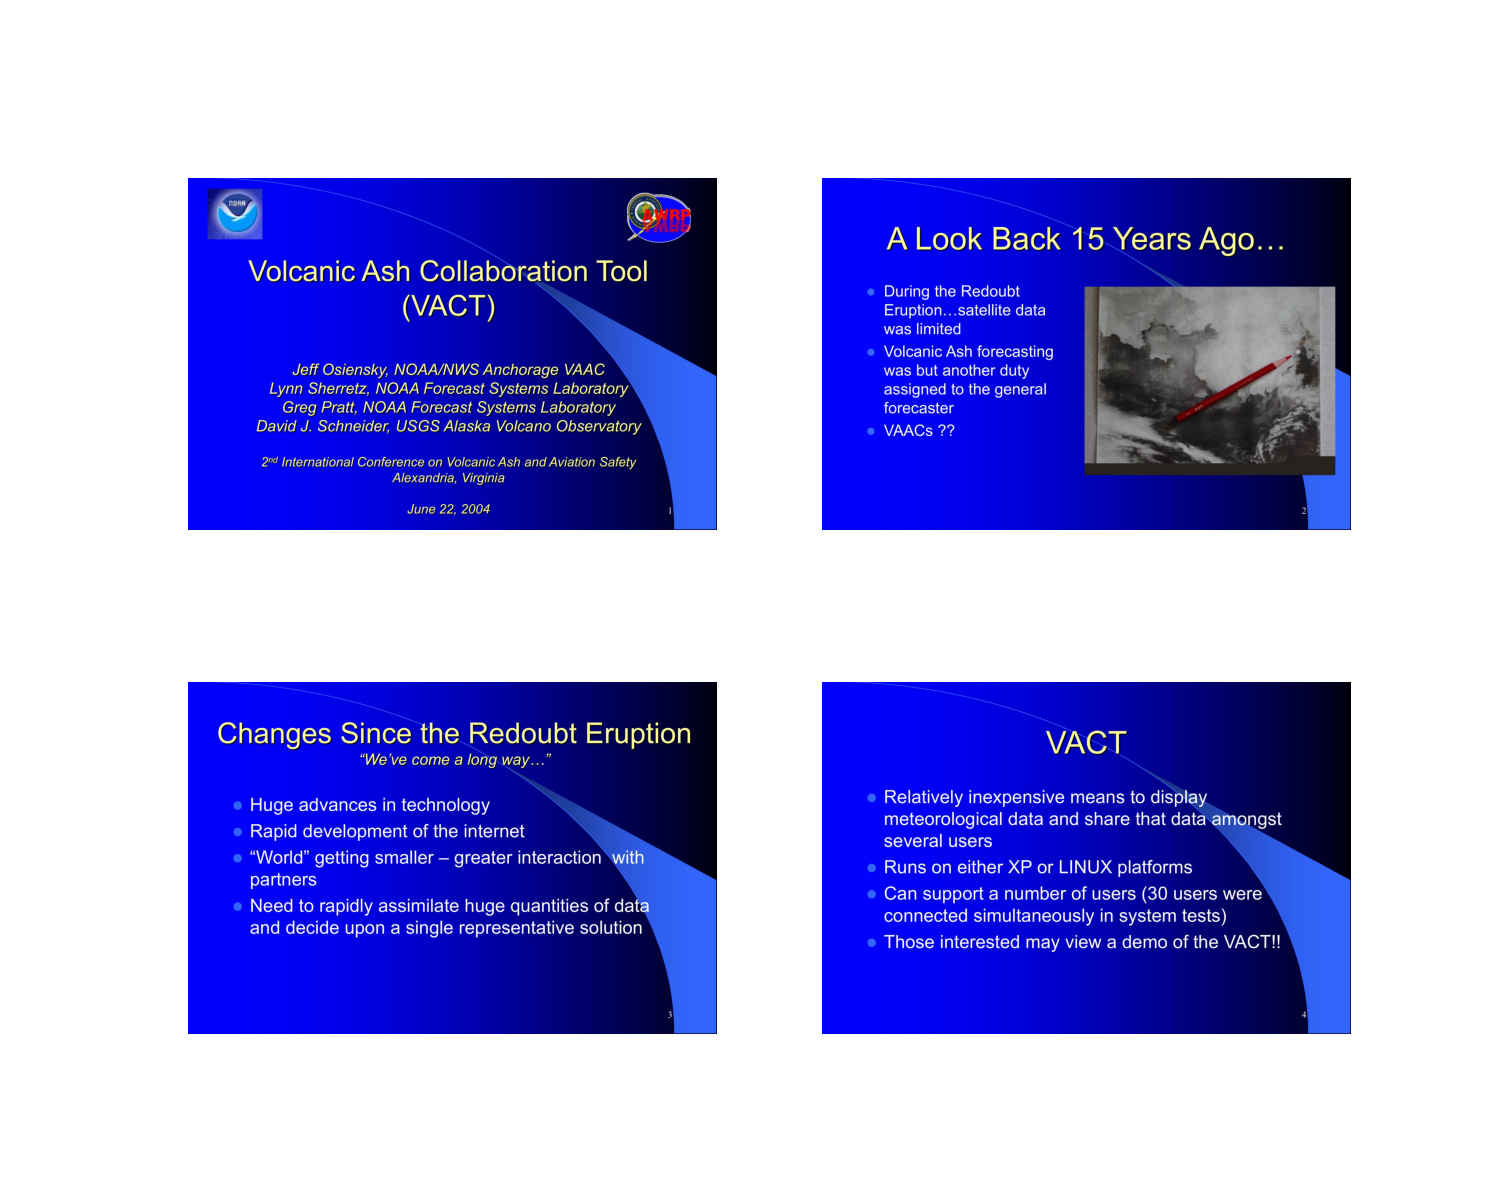 NOAA
AWRP
Volcanic Ash Collaboration Tool
(VACT)
Jeff Osiensky, NOAA/NWS Anchorage VAAC
Lynn Sherretz, NOAA Forecast Systems Laboratory
Greg Pratt, NOAA Forecast Systems Laboratory
David J. Schneider, USGS Alaska Volcano Observatory
2nd International Conference on Volcanic Ash and Aviation Safety
Alexandria, Virginia
June 22, 2004
1
A Look Back 15 Years Ago…
During the Redoubt
Eruption…satellite data
was limited
Volcanic Ash forecasting
was but another duty
assigned to the general
forecaster
VAACs ??
2
Changes Since the Redoubt Eruption
“We’ve come a long way…”
Huge advances in technology
Rapid development of the internet
“World” getting smaller – greater interaction with
partners
Need to rapidly assimilate huge quantities of data
and decide upon a single representative solution
3
VACT
Relatively inexpensive means to display
meteorological data and share that data amongst
several users
Runs on either XP or LINUX platforms
Can support a number of users (30 users were
connected simultaneously in system tests)
Those interested may view a demo of the VACT!!
4